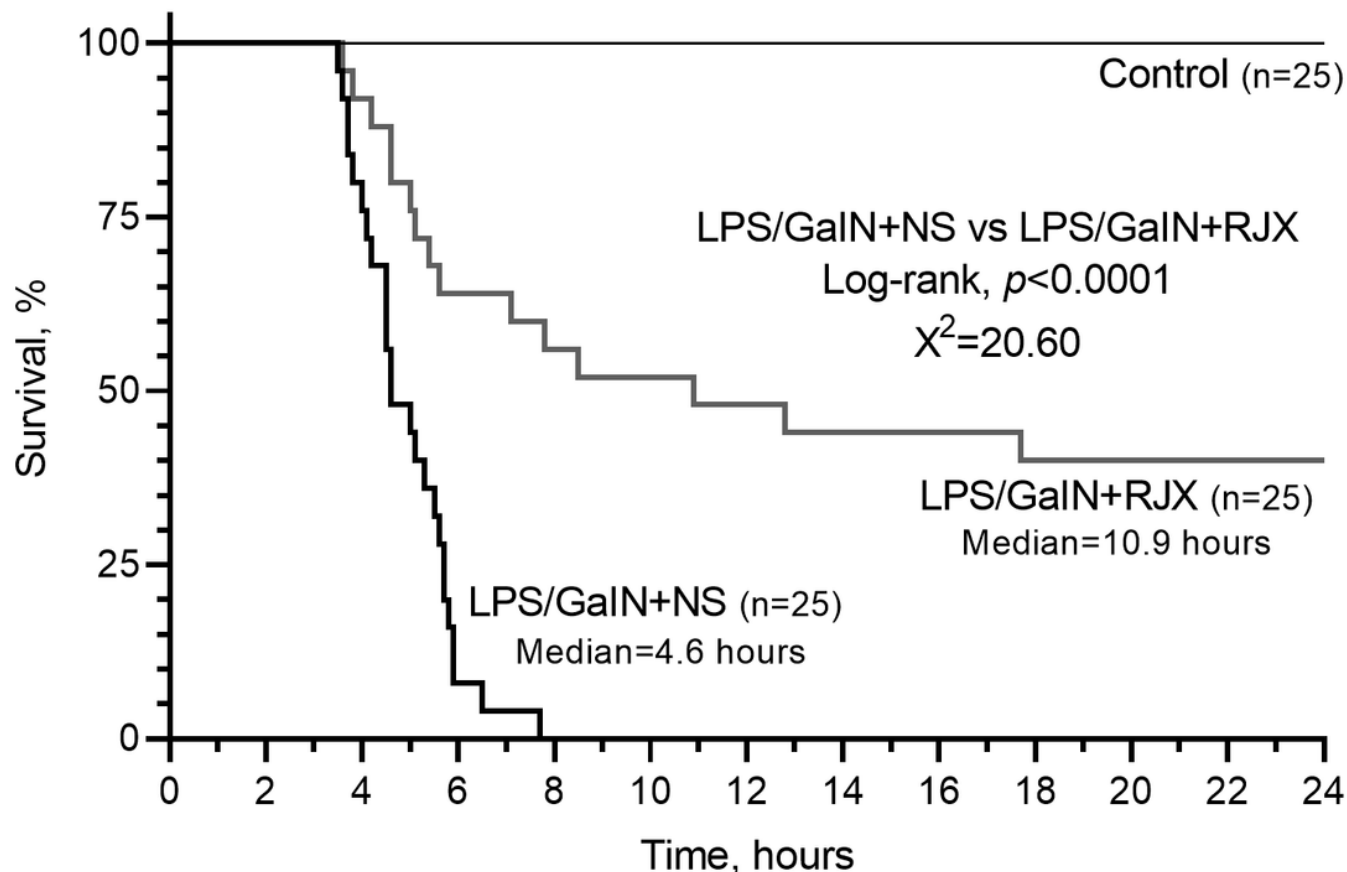 100
75
50
25
0
Survival, %
Control (n=25)
LPS/GalN+NS vs LPS/GalN+RJX
Log-rank, p<0.0001
X²=20.60
LPS/GalN+RJX (n=25)
Median=10.9 hours
LPS/GalN+NS (n=25)
Median=4.6 hours
0 2 4 6 8 10 12 14 16 18 20 22 24
Time, hours